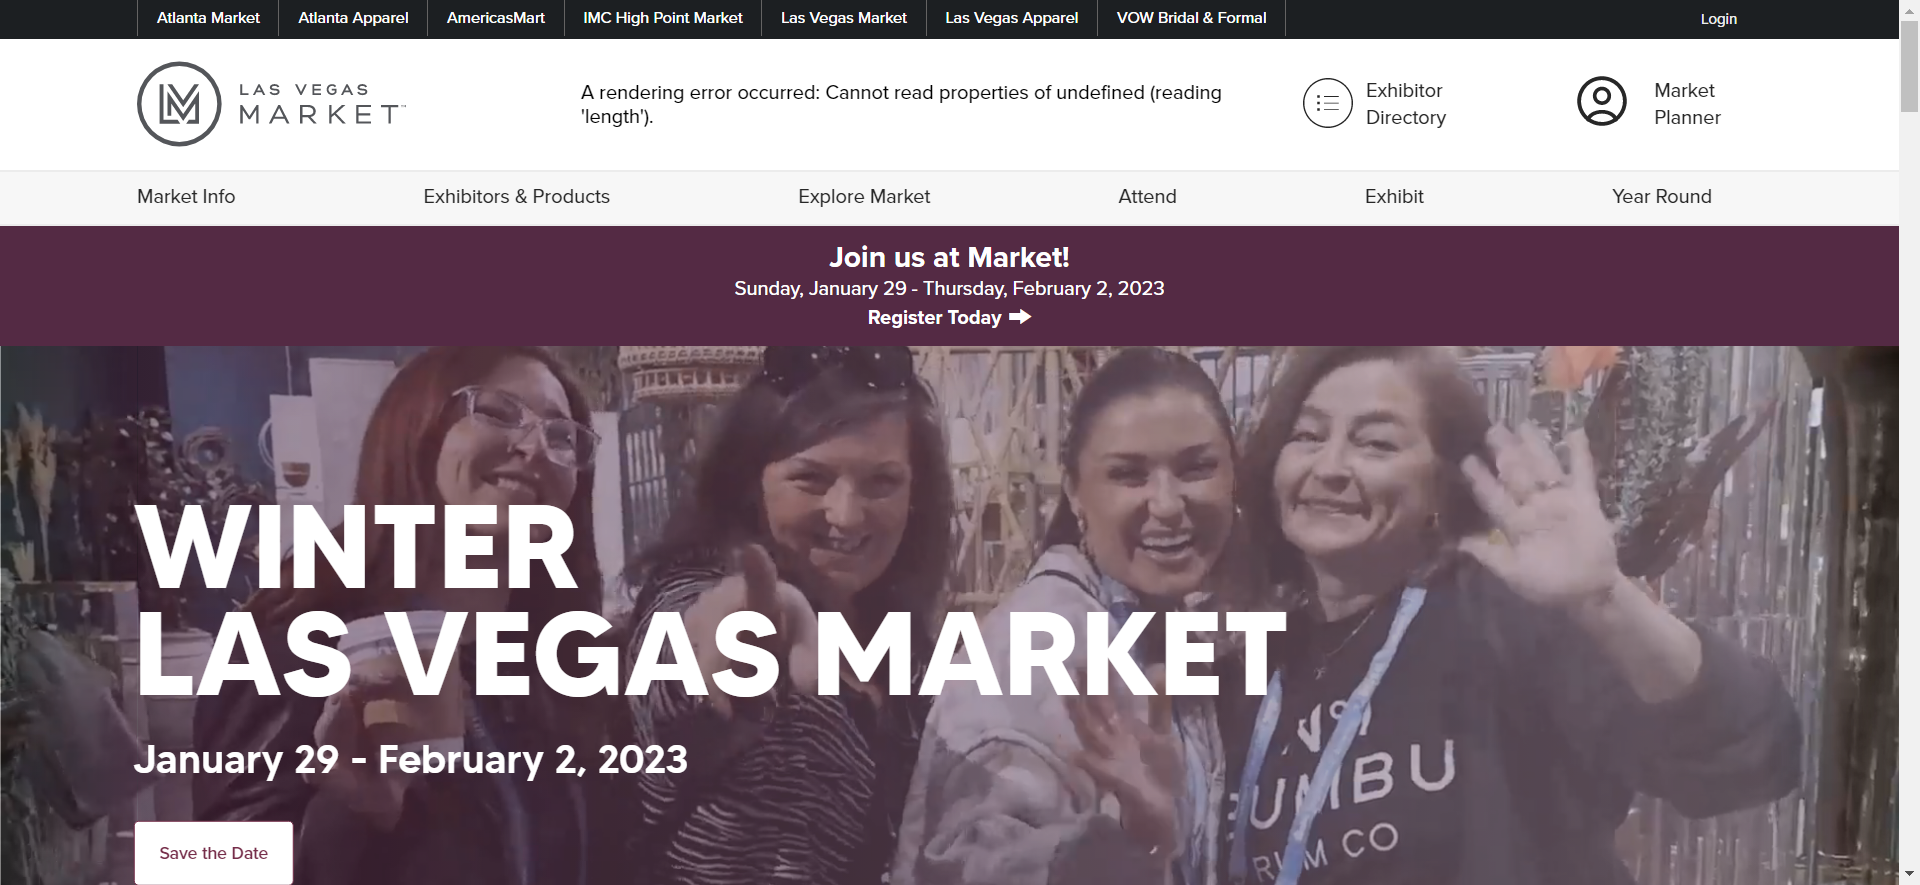 Atlanta Market
Atlanta Apparel
AmericasMart
IMC High Point Market
Las Vegas Market
Las Vegas Apparel
VOW Bridal & Formal
Login
LM
LAS VEGAS
MARKET
A rendering error occurred: Cannot read properties of undefined (reading
'length').
Exhibitor
Directory
Market
Planner
Market Info
Exhibitors & Products
Explore Market
Attend
Exhibit
Year Round
Join us at Market!
Sunday, January 29 - Thursday, February 2, 2023
Register Today
WINTER
LAS VEGAS MARKET
January 29 - February 2, 2023
Save the Date
CO